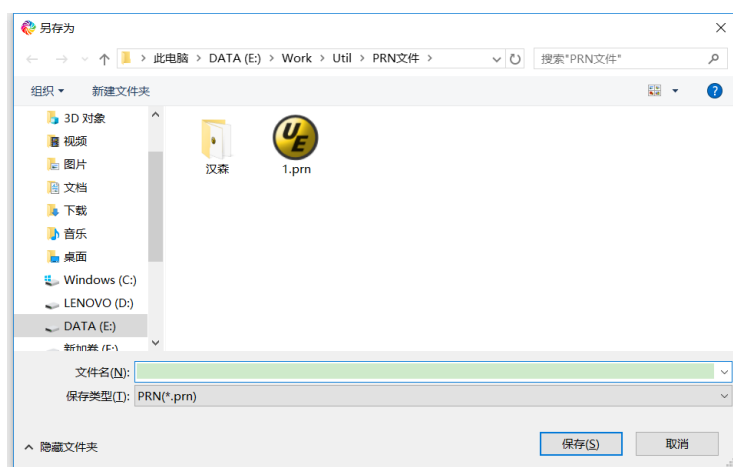 另存为
此电脑 > DATA (E:) > Work > Util > PRN文件 >
搜索"PRN文件"
组织
新建文件夹
3D 对象
视频
图片
文档
下载
音乐
桌面
Windows (C:)
LENOVO (D:)
DATA (E:)
新加卷 (F:)
汉森
1.prn
文件名(N):
保存类型(T): PRN(*.prn)
隐藏文件夹
保存(S)
取消